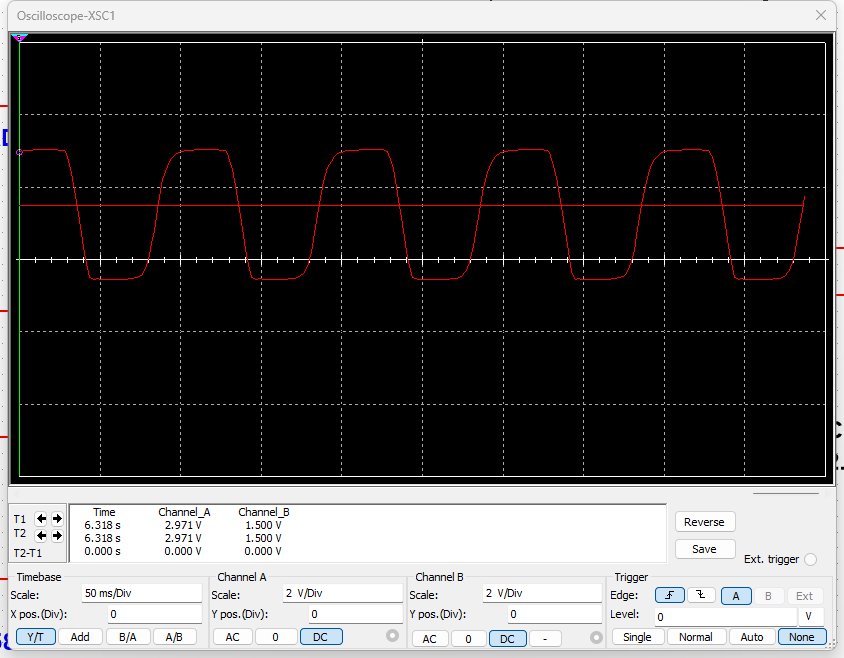 Oscilloscope-XSC1
D
T1
T2
T2-T1
Time Channel_A Channel_B
6.318 s 2.971 V 1.500 V
6.318 s 2.971 V 1.500 V
0.000 s 0.000 V 0.000 V
Reverse
Save
Ext. trigger
Timebase
Scale: 50 ms/Div
X pos.(Div): 0
Y/T Add B/A A/B
Channel A
Scale: 2 V/Div
Y pos.(Div): 0
AC 0 DC
Channel B
Scale: 2 V/Div
Y pos.(Div): 0
AC 0 DC -
Trigger
Edge: A B Ext
Level: 0 V
Single Normal Auto None